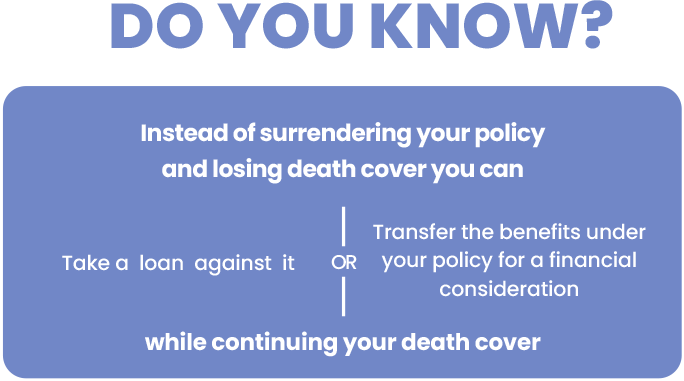 DO YOU KNOW?
Instead of surrendering your policy
and losing death cover you can
Take a loan against it
OR
Transfer the benefits under
your policy for a financial
consideration
while continuing your death cover